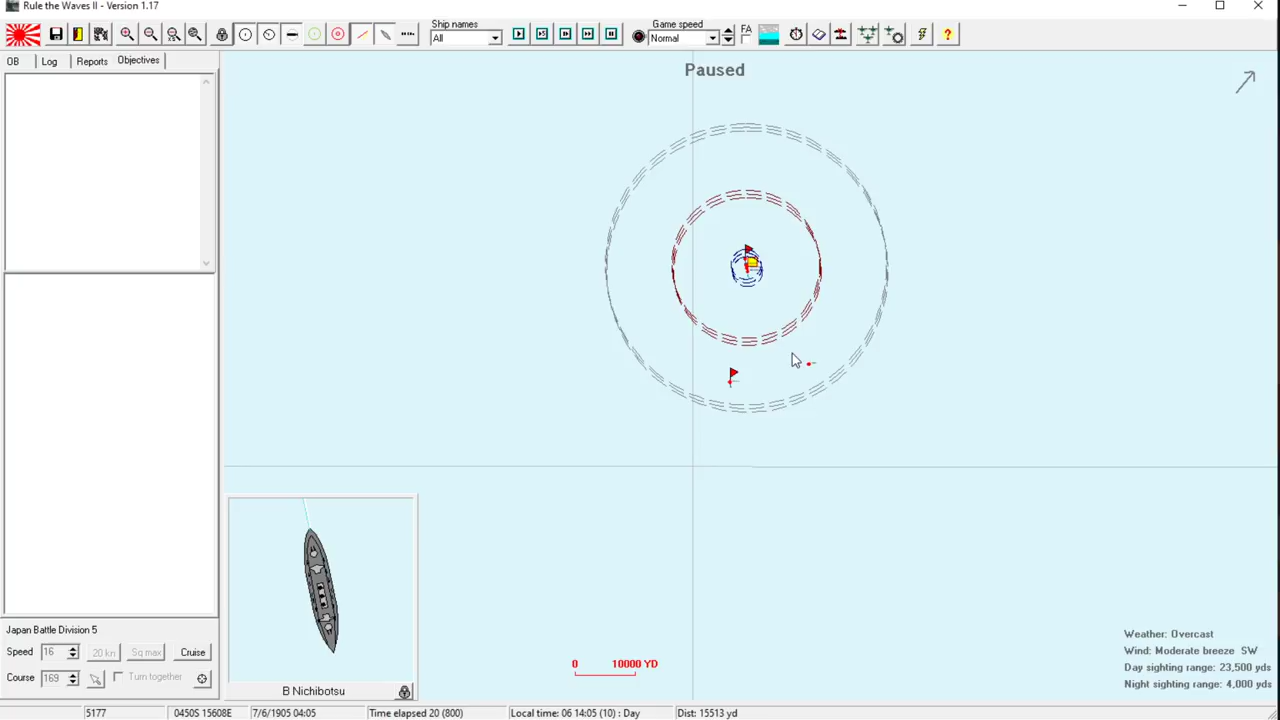 Rule the Waves II - Version 1.17
Ship names
All
Game speed
Normal
FA
OB
Log
Reports
Objectives
Paused
Japan Battle Division 5
Speed
16
20 kn
Sq max
Cruise
Course
169
Turn together
B Nichibotsu
0
10000 YD
Weather: Overcast
Wind: Moderate breeze SW
Day sighting range: 23,500 yds
Night sighting range: 4,000 yds
5177
0450S 15608E
7/6/1905 04:05
Time elapsed 20 (800)
Local time: 06 14:05 (10) : Day
Dist: 15513 yd